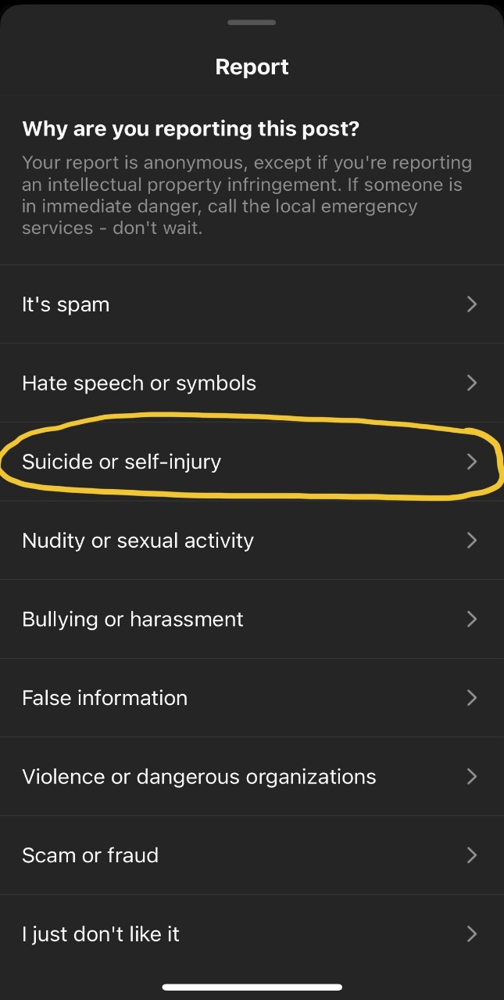 Report
Why are you reporting this post?
Your report is anonymous, except if you're reporting
an intellectual property infringement. If someone is
in immediate danger, call the local emergency
services - don't wait.
It's spam
Hate speech or symbols
Suicide or self-injury
Nudity or sexual activity
Bullying or harassment
False information
Violence or dangerous organizations
Scam or fraud
I just don't like it